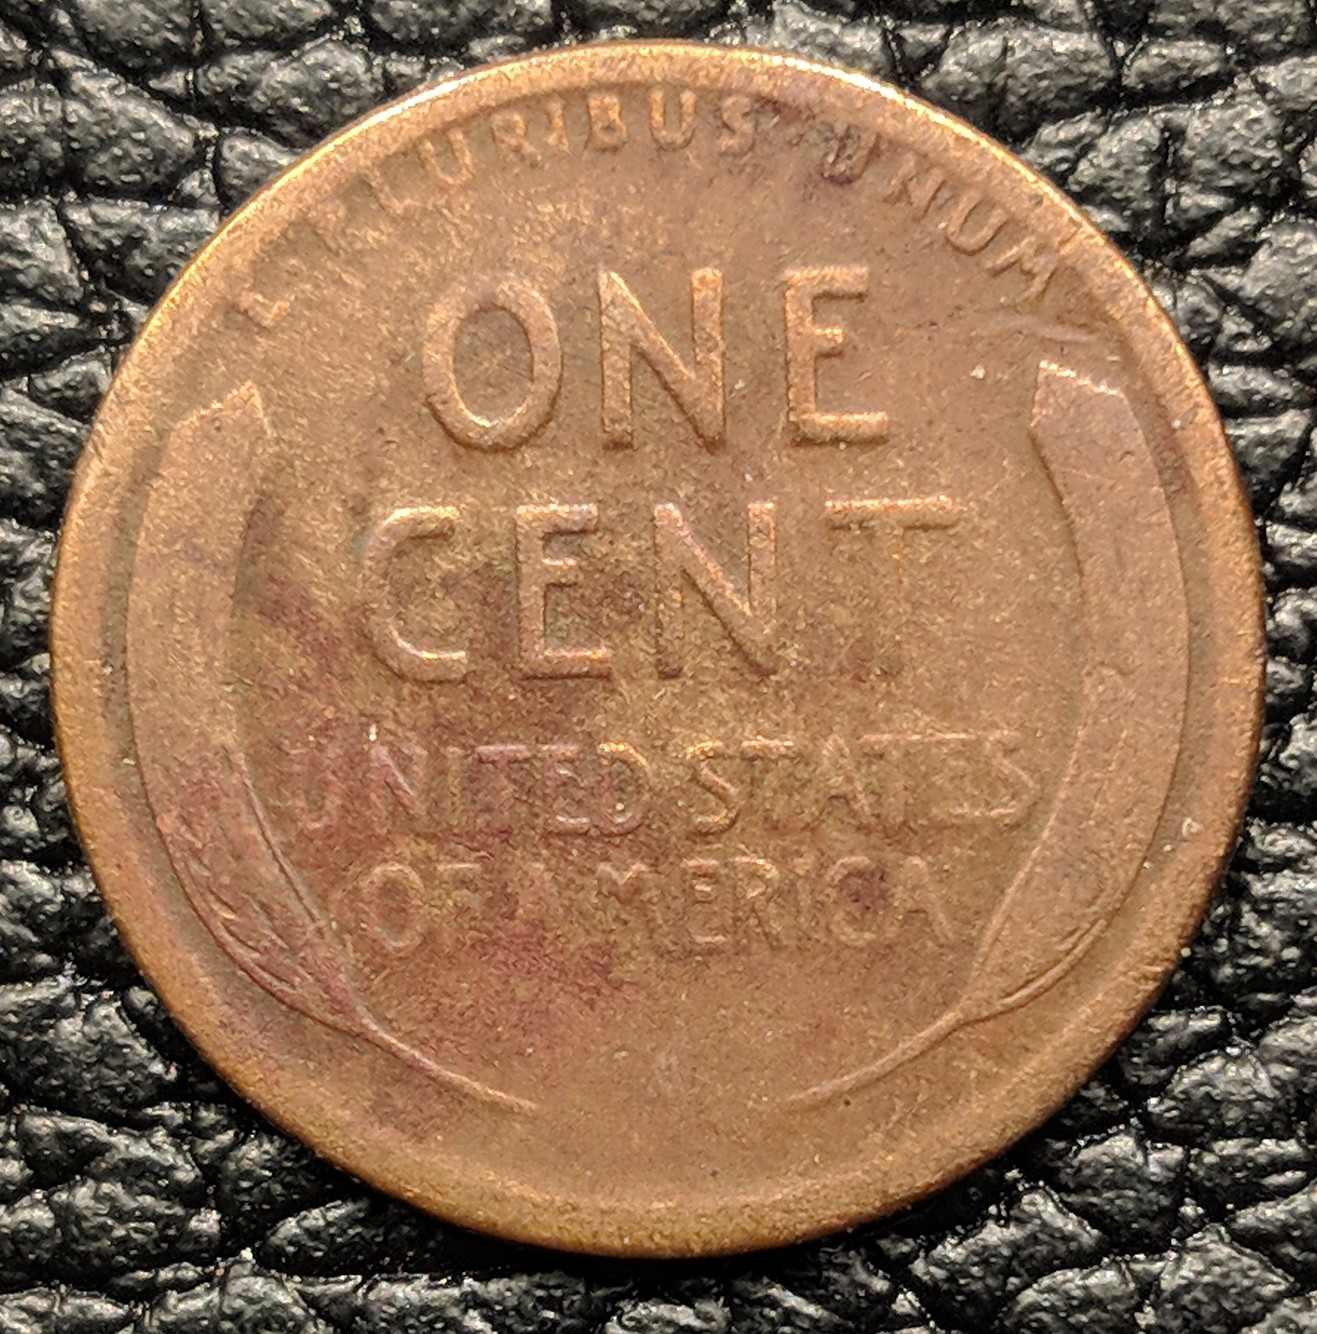 E PLURIBUS UNUM
ONE
CENT
UNITED STATES
OF AMERICA